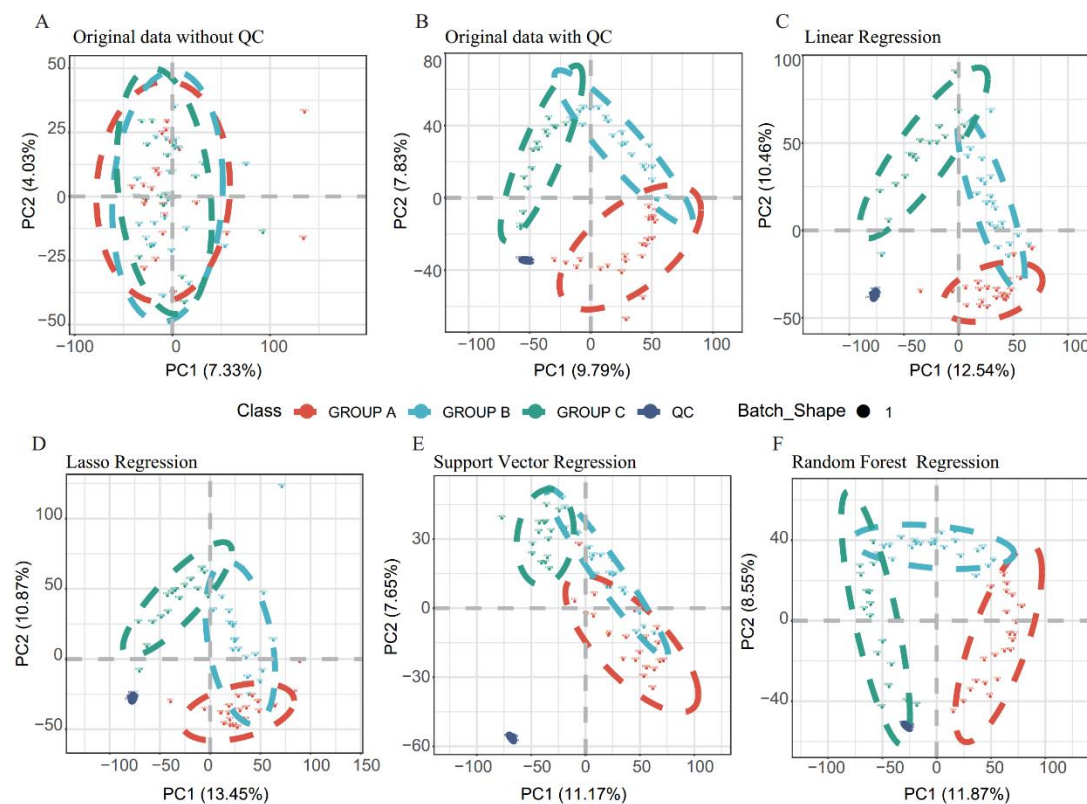 A
Original data without QC
50
25
0
−25
−50
PC2 (4.03%)
−100
0
100
PC1 (7.33%)
B
Original data with QC
80
40
0
−40
PC2 (7.83%)
−100
−50
0
50
100
PC1 (9.79%)
C
Linear Regression
100
50
0
−50
PC2 (10.46%)
−100
−50
0
50
100
PC1 (12.54%)
Class GROUP A GROUP B GROUP C QC Batch_Shape 1
D
Lasso Regression
100
50
0
−50
PC2 (10.87%)
−100
−50
0
50
100
150
PC1 (13.45%)
E
Support Vector Regression
30
0
−30
−60
PC2 (7.65%)
−100
−50
0
50
100
PC1 (11.17%)
F
Random Forest Regression
40
0
−40
PC2 (8.55%)
−100
−50
0
50
100
PC1 (11.87%)